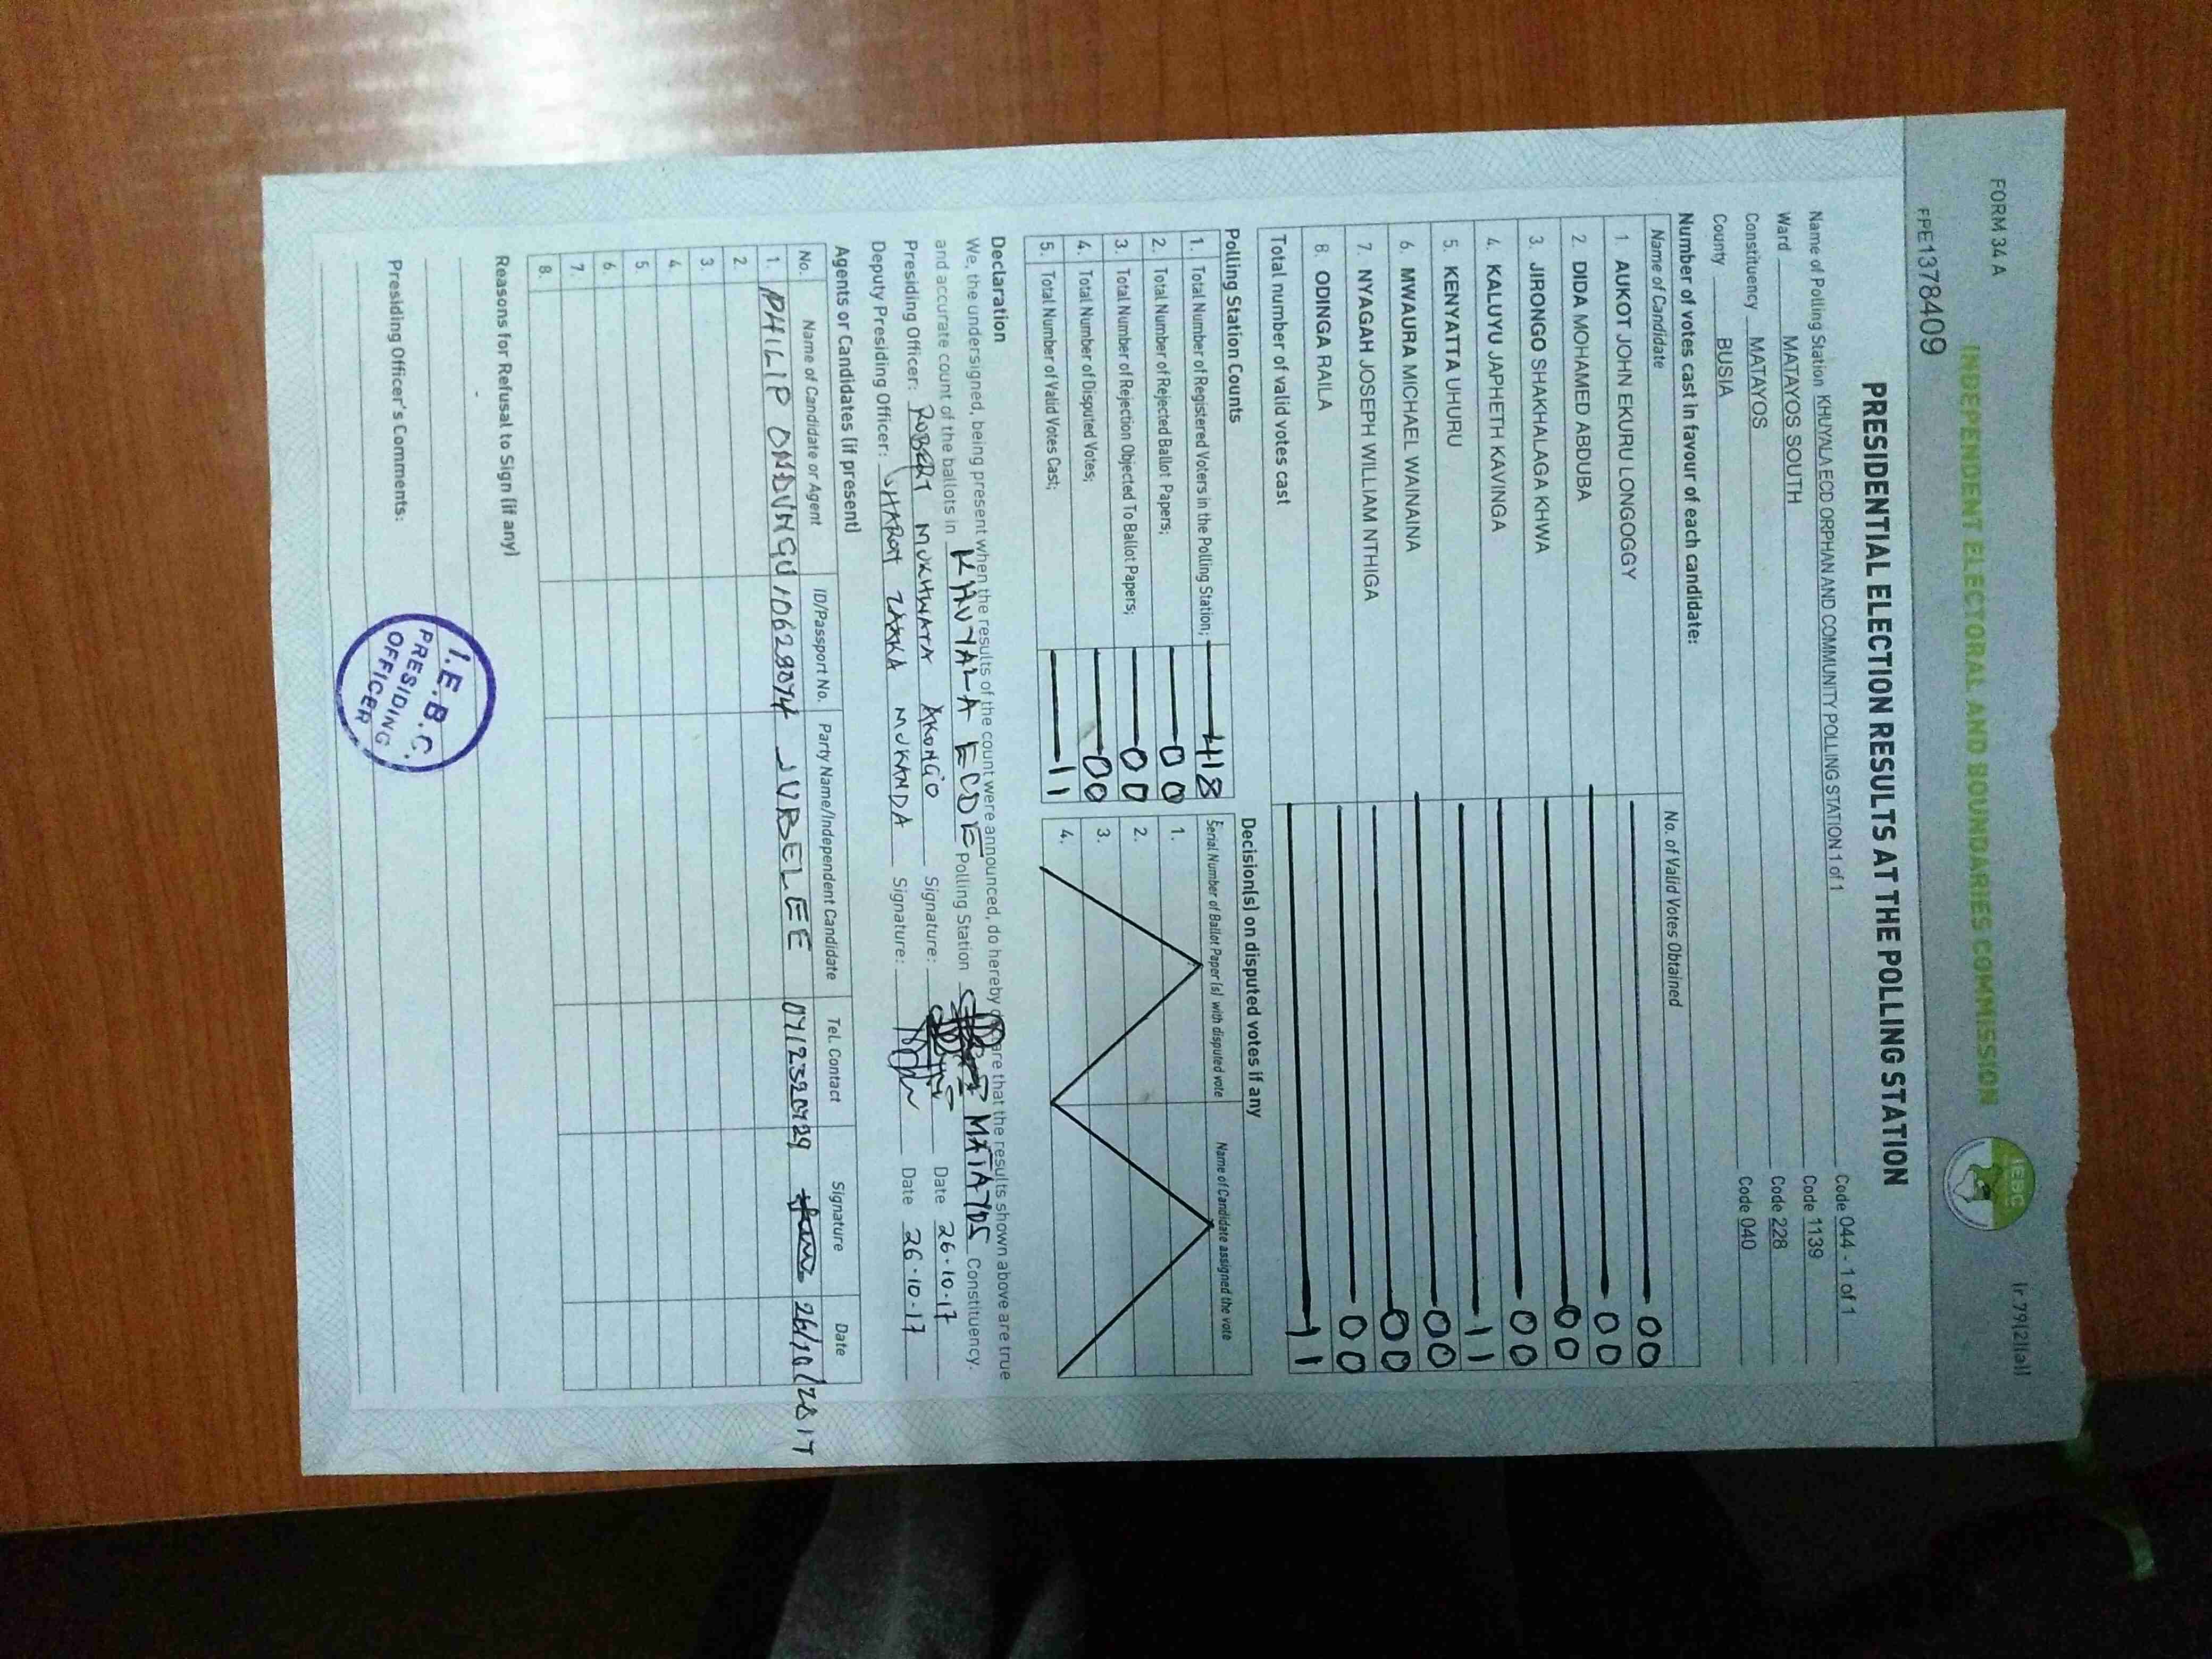 FORM 34 A
Ir 79(2)(a)
INDEPENDENT ELECTORAL AND BOUNDARIES COMMISSION
IEBC
FPE1378409
PRESIDENTIAL ELECTION RESULTS AT THE POLLING STATION
Name of Polling Station KHUYALA ECD ORPHAN AND COMMUNITY POLLING STATION 1 of 1 Code 044 - 1 of 1
Ward MATAYOS SOUTH Code 1139
Constituency MATAYOS Code 228
County BUSIA Code 040
Number of votes cast in favour of each candidate:
Name of Candidate No. of Valid Votes Obtained
1. AUKOT JOHN EKURU LONGOGGY 00
2. DIDA MOHAMED ABDUBA 00
3. JIRONGO SHAKHALAGA KHWA 00
4. KALUYU JAPHETH KAVINGA 00
5. KENYATTA UHURU 11
6. MWAURA MICHAEL WAINAINA 00
7. NYAGAH JOSEPH WILLIAM NTHIGA 00
8. ODINGA RAILA 00
Total number of valid votes cast 11
Polling Station Counts
1. Total Number of Registered Voters in the Polling Station; 418
2. Total Number of Rejected Ballot Papers; 00
3. Total Number of Rejection Objected To Ballot Papers; 00
4. Total Number of Disputed Votes; 00
5. Total Number of Valid Votes Cast; 11
Decision(s) on disputed votes if any
Serial Number of Ballot Paper(s) with disputed vote Name of Candidate assigned the vote
1.
2.
3.
4.
Declaration
We, the undersigned, being present when the results of the count were announced, do hereby declare that the results shown above are true
and accurate count of the ballots in KHUYALA ECDE Polling Station MATAYOS Constituency.
Presiding Officer: ROBERT MUKHWATA AKONGO Signature: Date 26-10-17
Deputy Presiding Officer: MUKANDA Signature: Date 26-10-17
Agents or Candidates (if present)
No. Name of Candidate or Agent ID/Passport No. Party Name/Independent Candidate Tel. Contact Signature Date
1. PHILIP JUBELEE 0712320729 26/10/2017
2.
3.
4.
5.
6.
7.
8.
Reasons for Refusal to Sign (if any)
Presiding Officer's Comments:
I.E.B.C.
PRESIDING
OFFICER